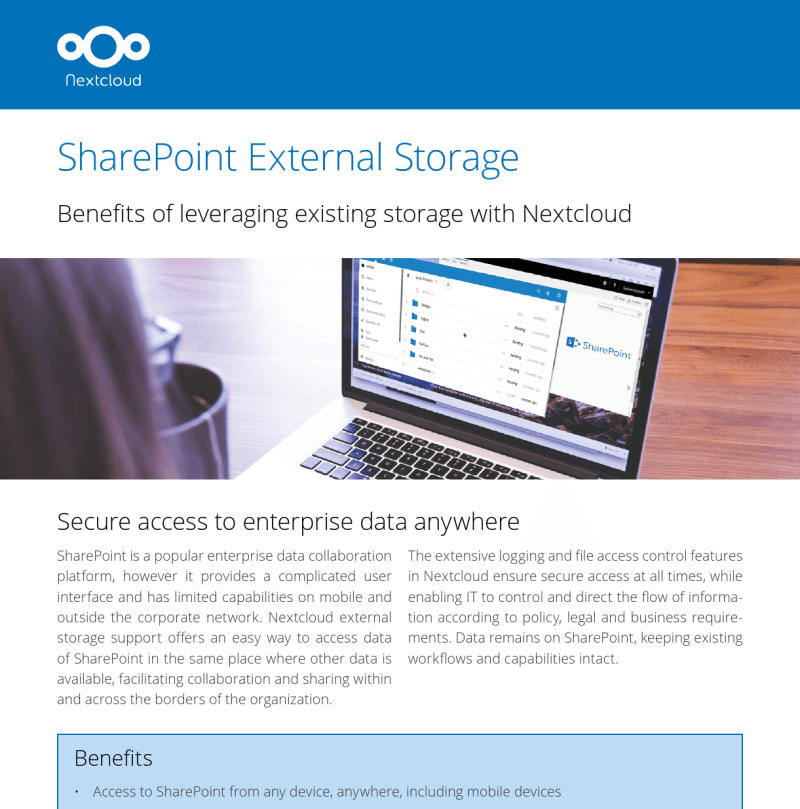 Nextcloud
SharePoint External Storage
Benefits of leveraging existing storage with Nextcloud
SharePoint
Secure access to enterprise data anywhere
SharePoint is a popular enterprise data collaboration
platform, however it provides a complicated user
interface and has limited capabilities on mobile and
outside the corporate network. Nextcloud external
storage support offers an easy way to access data
of SharePoint in the same place where other data is
available, facilitating collaboration and sharing within
and across the borders of the organization.
The extensive logging and file access control features
in Nextcloud ensure secure access at all times, while
enabling IT to control and direct the flow of informa-
tion according to policy, legal and business require-
ments. Data remains on SharePoint, keeping existing
workflows and capabilities intact.
Benefits
• Access to SharePoint from any device, anywhere, including mobile devices